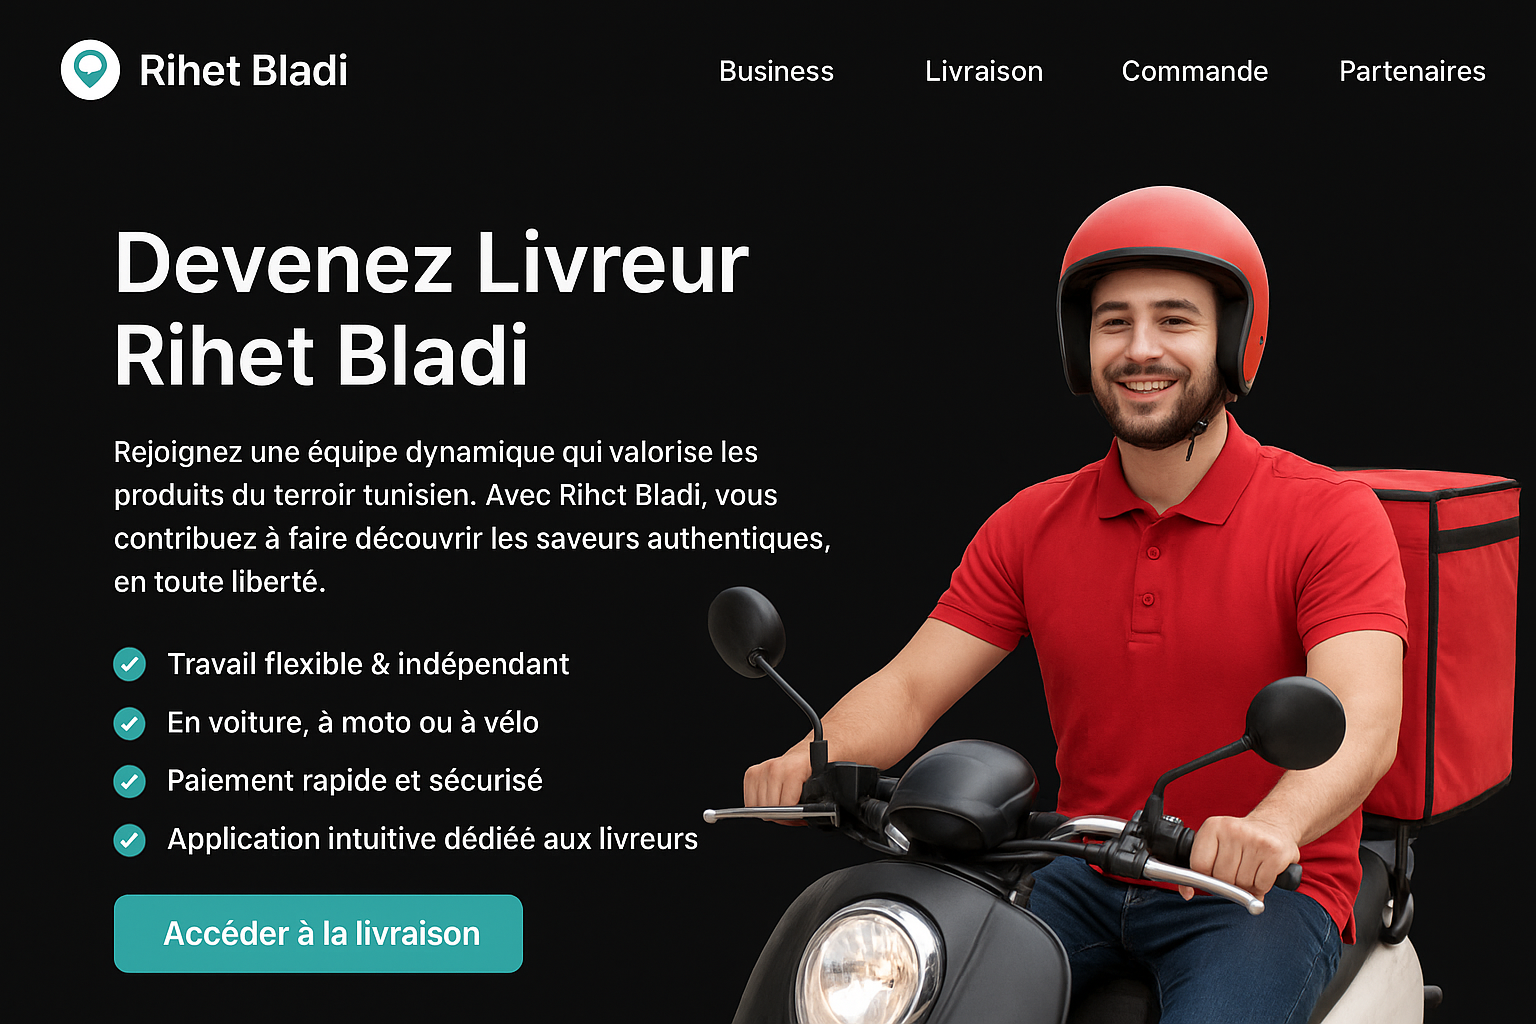 Rihet Bladi
Business
Livraison
Commande
Partenaires
Devenez Livreur
Rihet Bladi
Rejoignez une équipe dynamique qui valorise les
produits du terroir tunisien. Avec Rihct Bladi, vous
contribuez à faire découvrir les saveurs authentiques,
en toute liberté.
Travail flexible & indépendant
En voiture, à moto ou à vélo
Paiement rapide et sécurisé
Application intuitive dédiéé aux livreurs
Accéder à la livraison